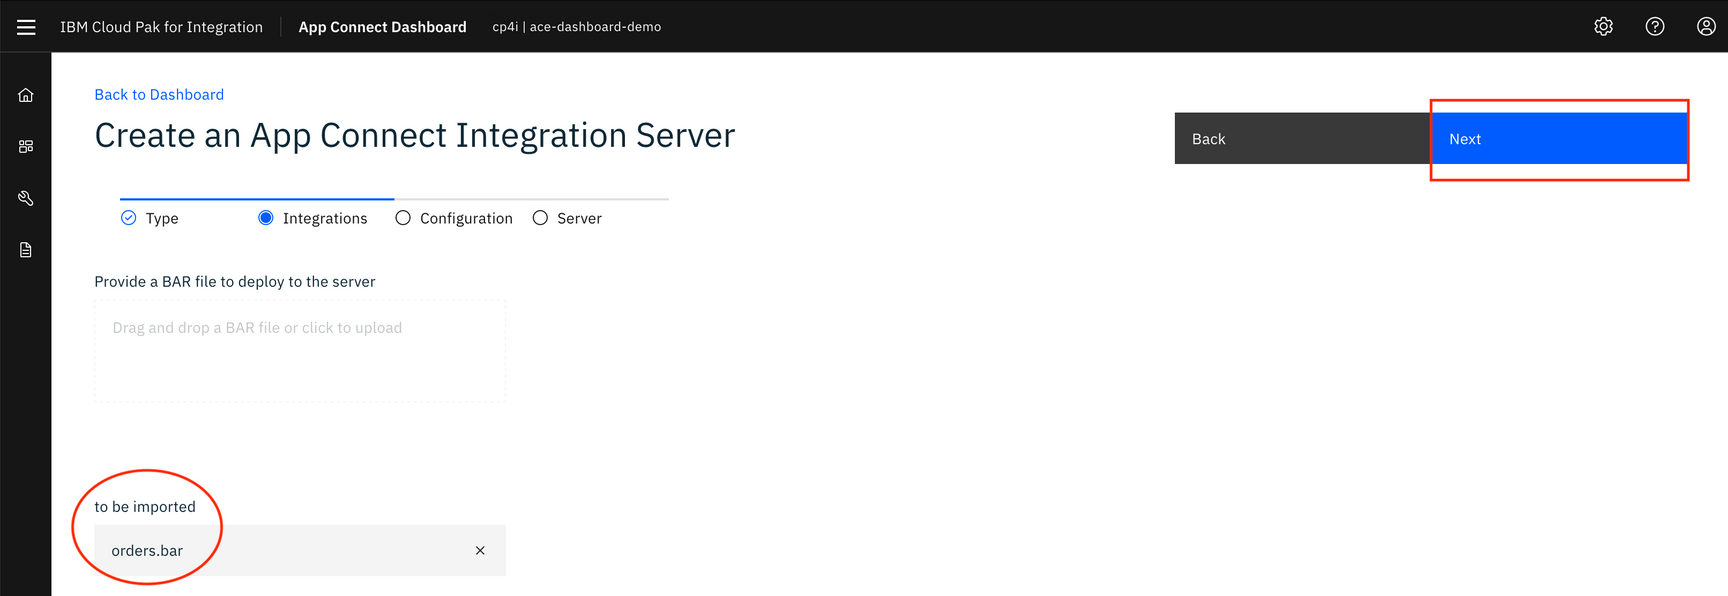 IBM Cloud Pak for Integration | App Connect Dashboard cp4i | ace-dashboard-demo
Back to Dashboard
Create an App Connect Integration Server
Back Next
Type Integrations Configuration Server
Provide a BAR file to deploy to the server
Drag and drop a BAR file or click to upload
to be imported
orders.bar